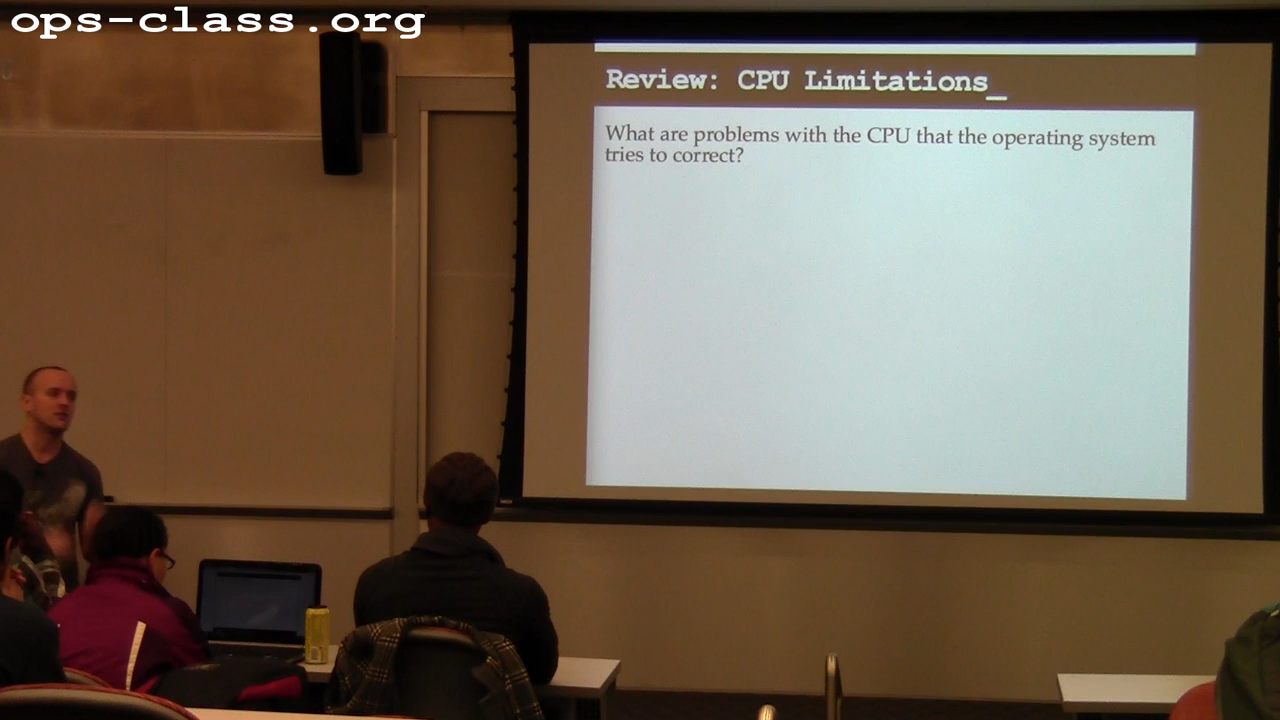 ops-class.org
Review: CPU Limitations_
What are problems with the CPU that the operating system
tries to correct?